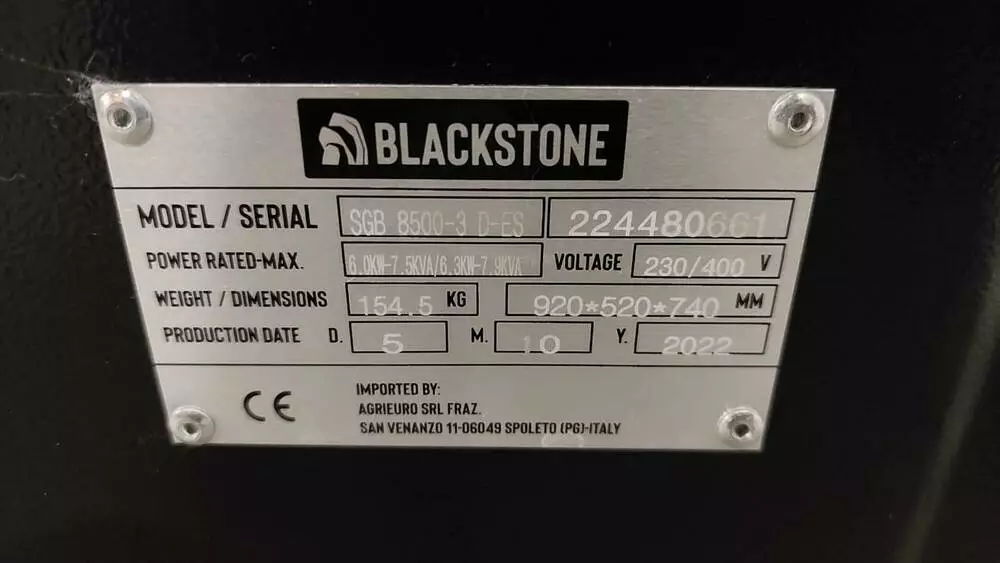 BLACKSTONE
MODEL / SERIAL SGB 8500-3 D-ES 224480661
POWER RATED-MAX. 6.0KW-7.5KVA/6.3KW-7.9KVA VOLTAGE 230/400 V
WEIGHT / DIMENSIONS 154.5 KG 920*520*740 MM
PRODUCTION DATE D. 5 M. 10 Y. 2022
CE IMPORTED BY:
AGRIEURO SRL FRAZ.
SAN VENANZO 11-06049 SPOLETO (PG)-ITALY